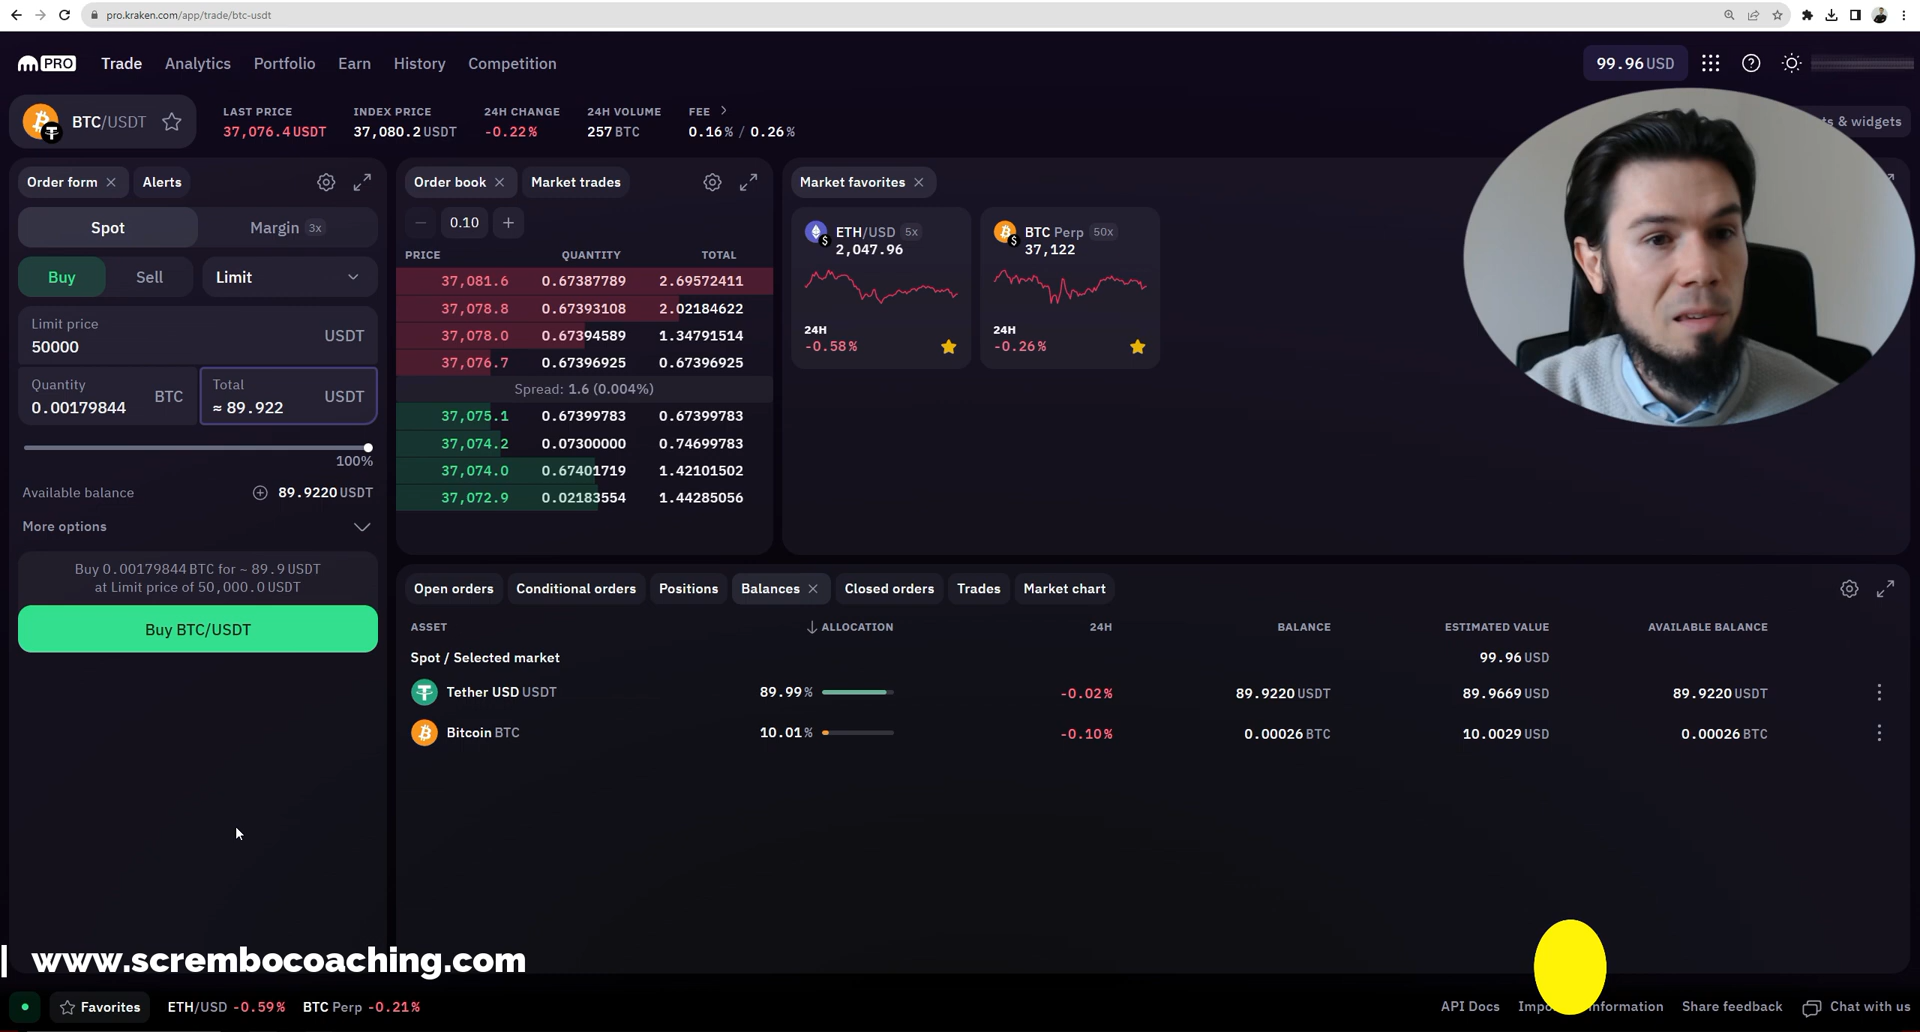 pro.kraken.com/app/trade/btc-usdt
PRO Trade Analytics Portfolio Earn History Competition 99.96 USD
BTC/USDT
LAST PRICE INDEX PRICE 24H CHANGE 24H VOLUME FEE
37,076.4 USDT 37,080.2 USDT -0.22% 257 BTC 0.16% / 0.26%
& widgets
Order form Alerts
Spot Margin 3x
Buy Sell Limit
Limit price
50000 USDT
Quantity
0.00179844 BTC
Total
≈ 89.922 USDT
100%
Available balance 89.9220 USDT
More options
Buy 0.00179844 BTC for ~ 89.9 USDT
at Limit price of 50,000.0 USDT
Buy BTC/USDT
Order book Market trades
0.10
PRICE QUANTITY TOTAL
37,081.6 0.67387789 2.69572411
37,078.8 0.67393108 2.02184622
37,078.0 0.67394589 1.34791514
37,076.7 0.67396925 0.67396925
Spread: 1.6 (0.004%)
37,075.1 0.67399783 0.67399783
37,074.2 0.07300000 0.74699783
37,074.0 0.67401719 1.42101502
37,072.9 0.02183554 1.44285056
Market favorites
ETH/USD 5x
2,047.96
24H
-0.58%
BTC Perp 50x
37,122
24H
-0.26%
Open orders Conditional orders Positions Balances Closed orders Trades Market chart
ASSET ALLOCATION 24H BALANCE ESTIMATED VALUE AVAILABLE BALANCE
Spot / Selected market 99.96 USD
Tether USD USDT 89.99% -0.02% 89.9220 USDT 89.9669 USD 89.9220 USDT
Bitcoin BTC 10.01% -0.10% 0.00026 BTC 10.0029 USD 0.00026 BTC
www.scrembocoaching.com
Favorites ETH/USD -0.59% BTC Perp -0.21%
API Docs Share feedback Chat with us